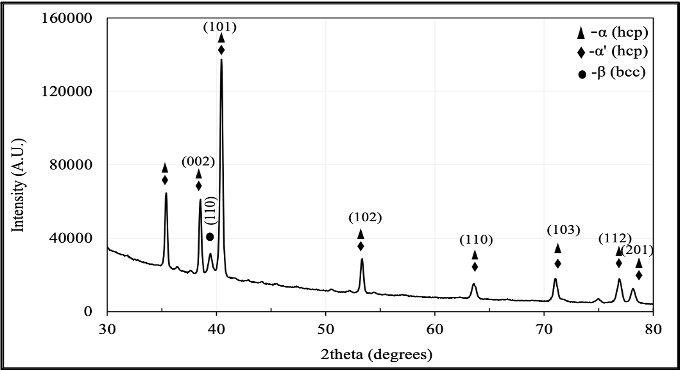 160000
120000
80000
40000
0
Intensity (A.U.)
(101)
(002)
(110)
(102)
(110)
(103)
(112)
(201)
-α (hcp)
-α' (hcp)
-β (bcc)
30 40 50 60 70 80
2theta (degrees)